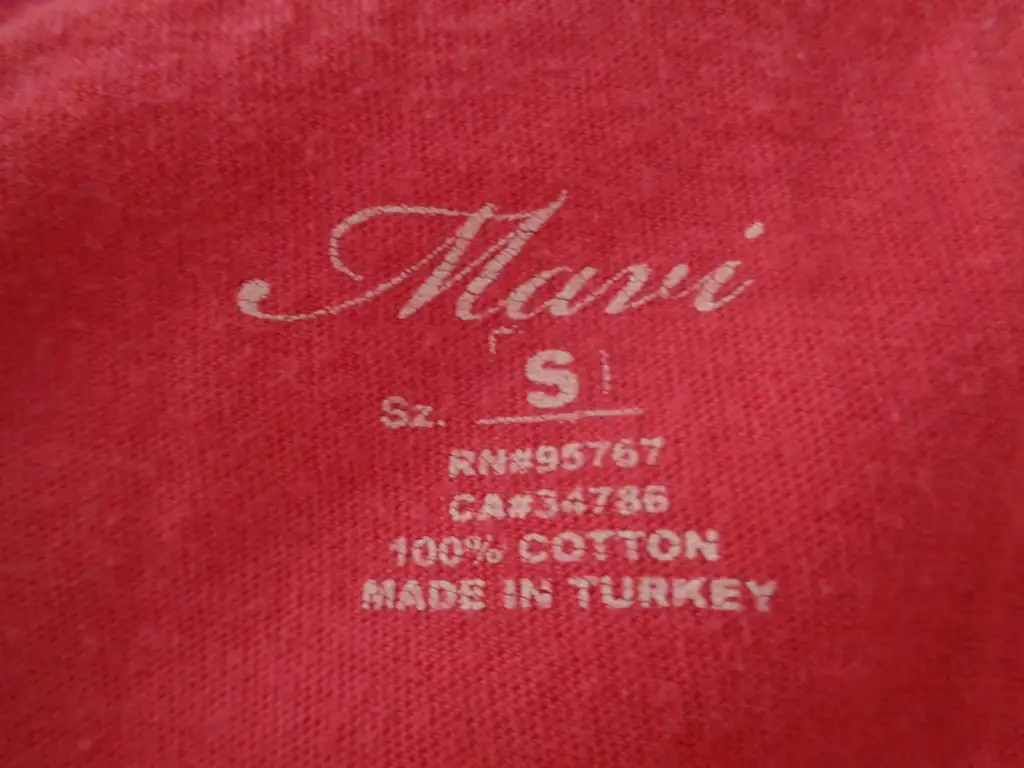 Mavi
S
Sz.
RN#95767
CA#34786
100% COTTON
MADE IN TURKEY